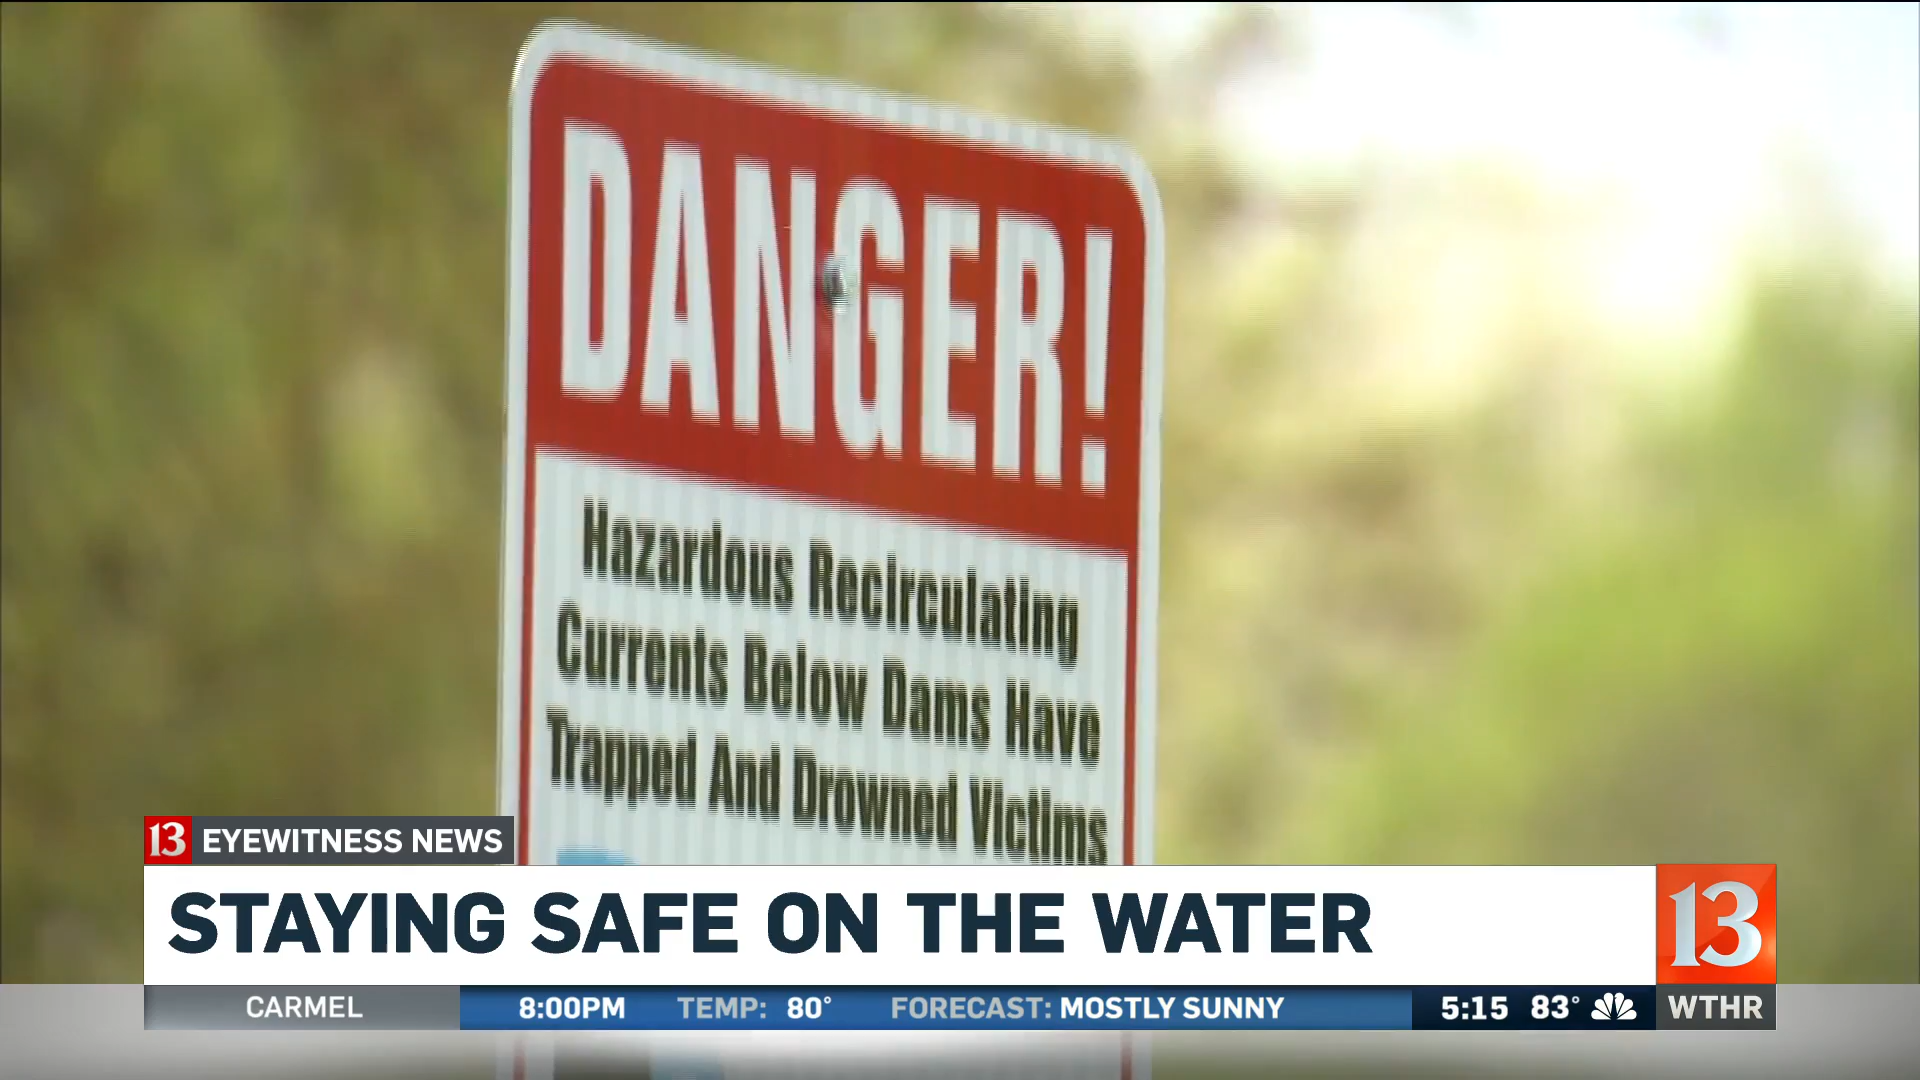 DANGER!
Hazardous Recirculating
Currents Below Dams Have
Trapped And Drowned Victims
13 EYEWITNESS NEWS
STAYING SAFE ON THE WATER
13
CARMEL 8:00PM TEMP: 80° FORECAST: MOSTLY SUNNY 5:15 83° WTHR